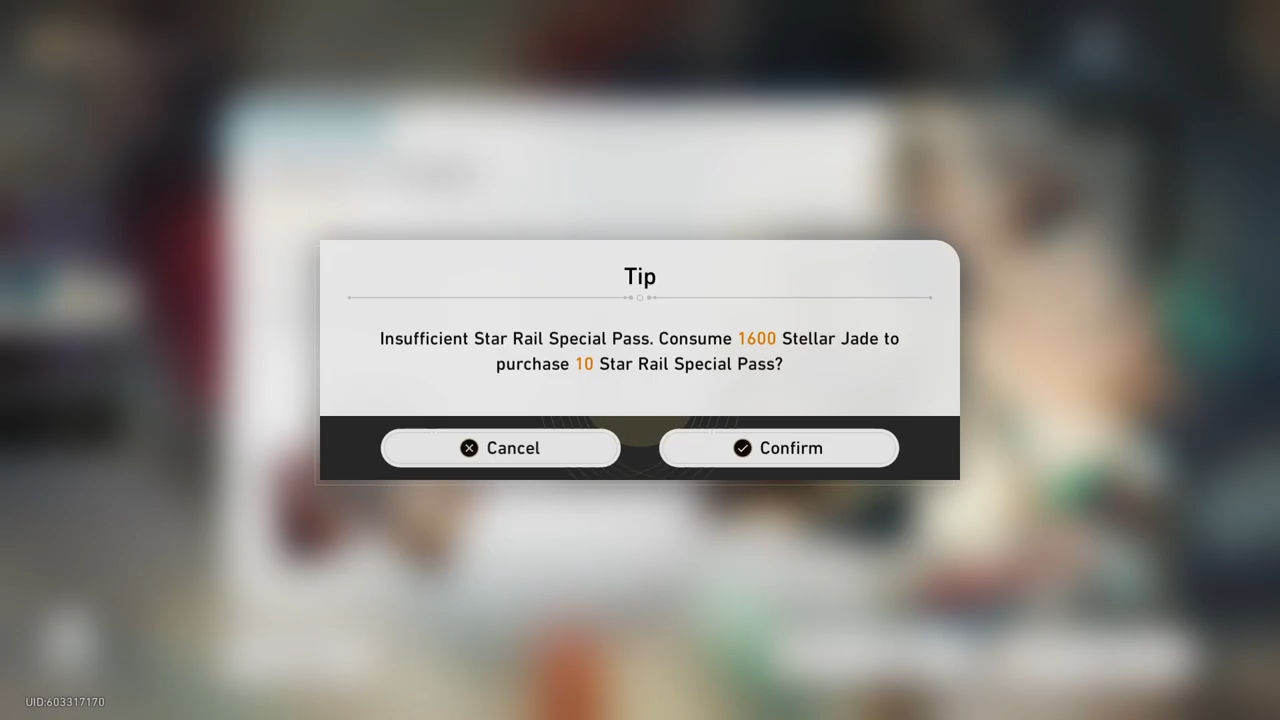 Tip
Insufficient Star Rail Special Pass. Consume 1600 Stellar Jade to
purchase 10 Star Rail Special Pass?
Cancel
Confirm
UID:603317170